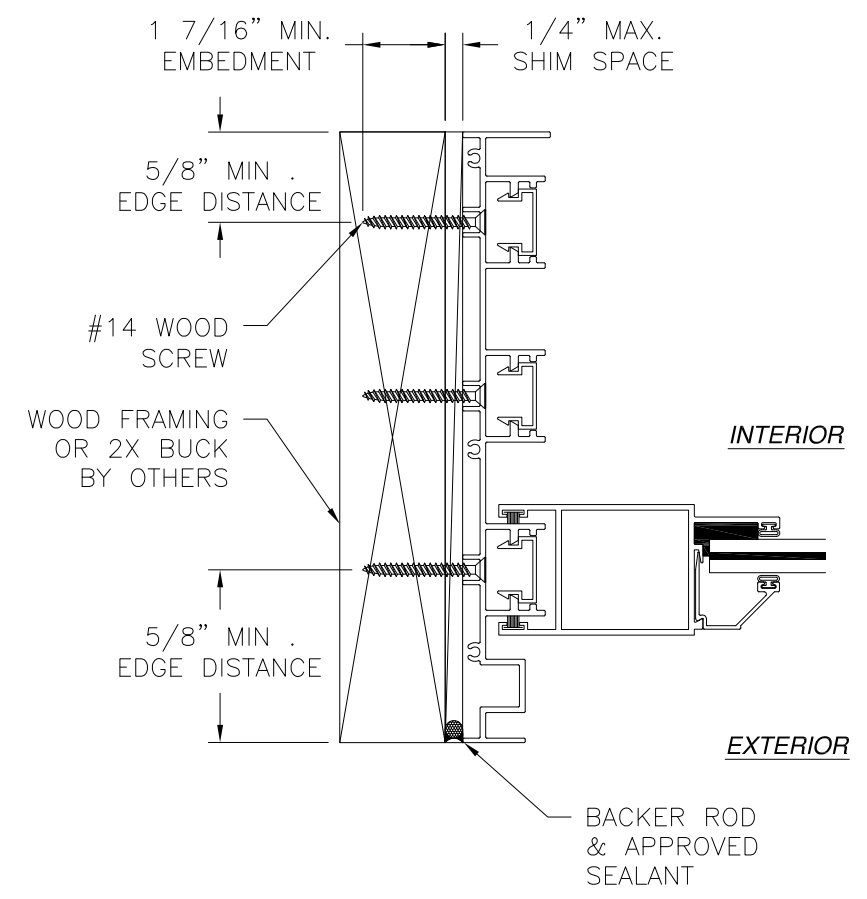 1 7/16” MIN.
EMBEDMENT
1/4” MAX.
SHIM SPACE
5/8” MIN .
EDGE DISTANCE
#14 WOOD
SCREW
WOOD FRAMING
OR 2X BUCK
BY OTHERS
INTERIOR
5/8” MIN .
EDGE DISTANCE
EXTERIOR
BACKER ROD
& APPROVED
SEALANT